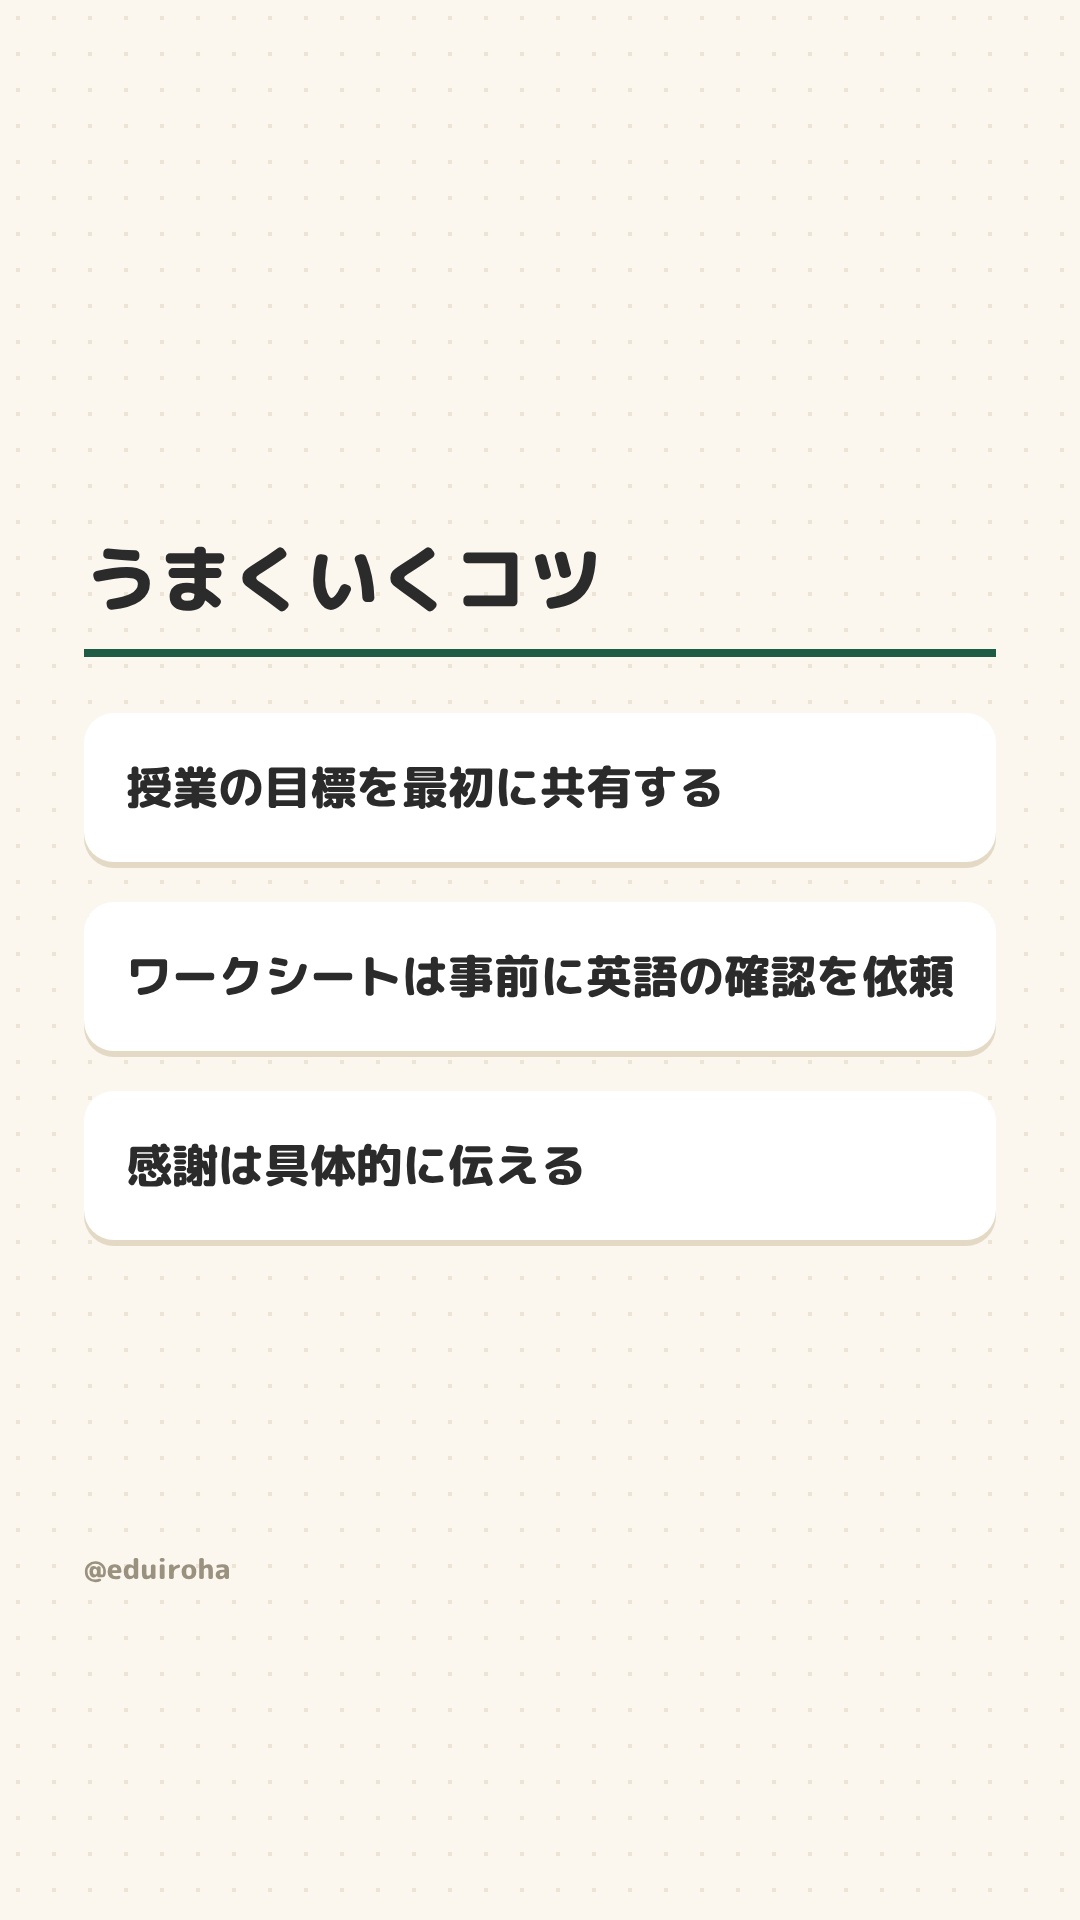 うまくいくコツ
授業の目標を最初に共有する
ワークシートは事前に英語の確認を依頼
感謝は具体的に伝える
@eduiroha